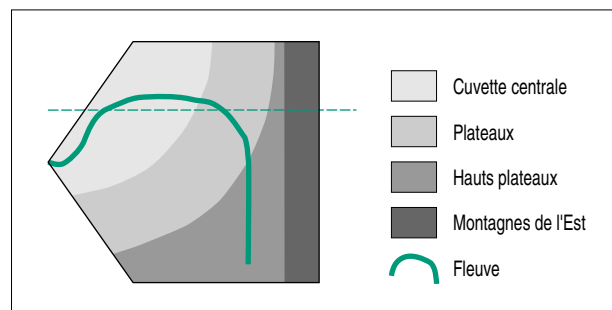 Cuvette centrale
Plateaux
Hauts plateaux
Montagnes de l'Est
Fleuve